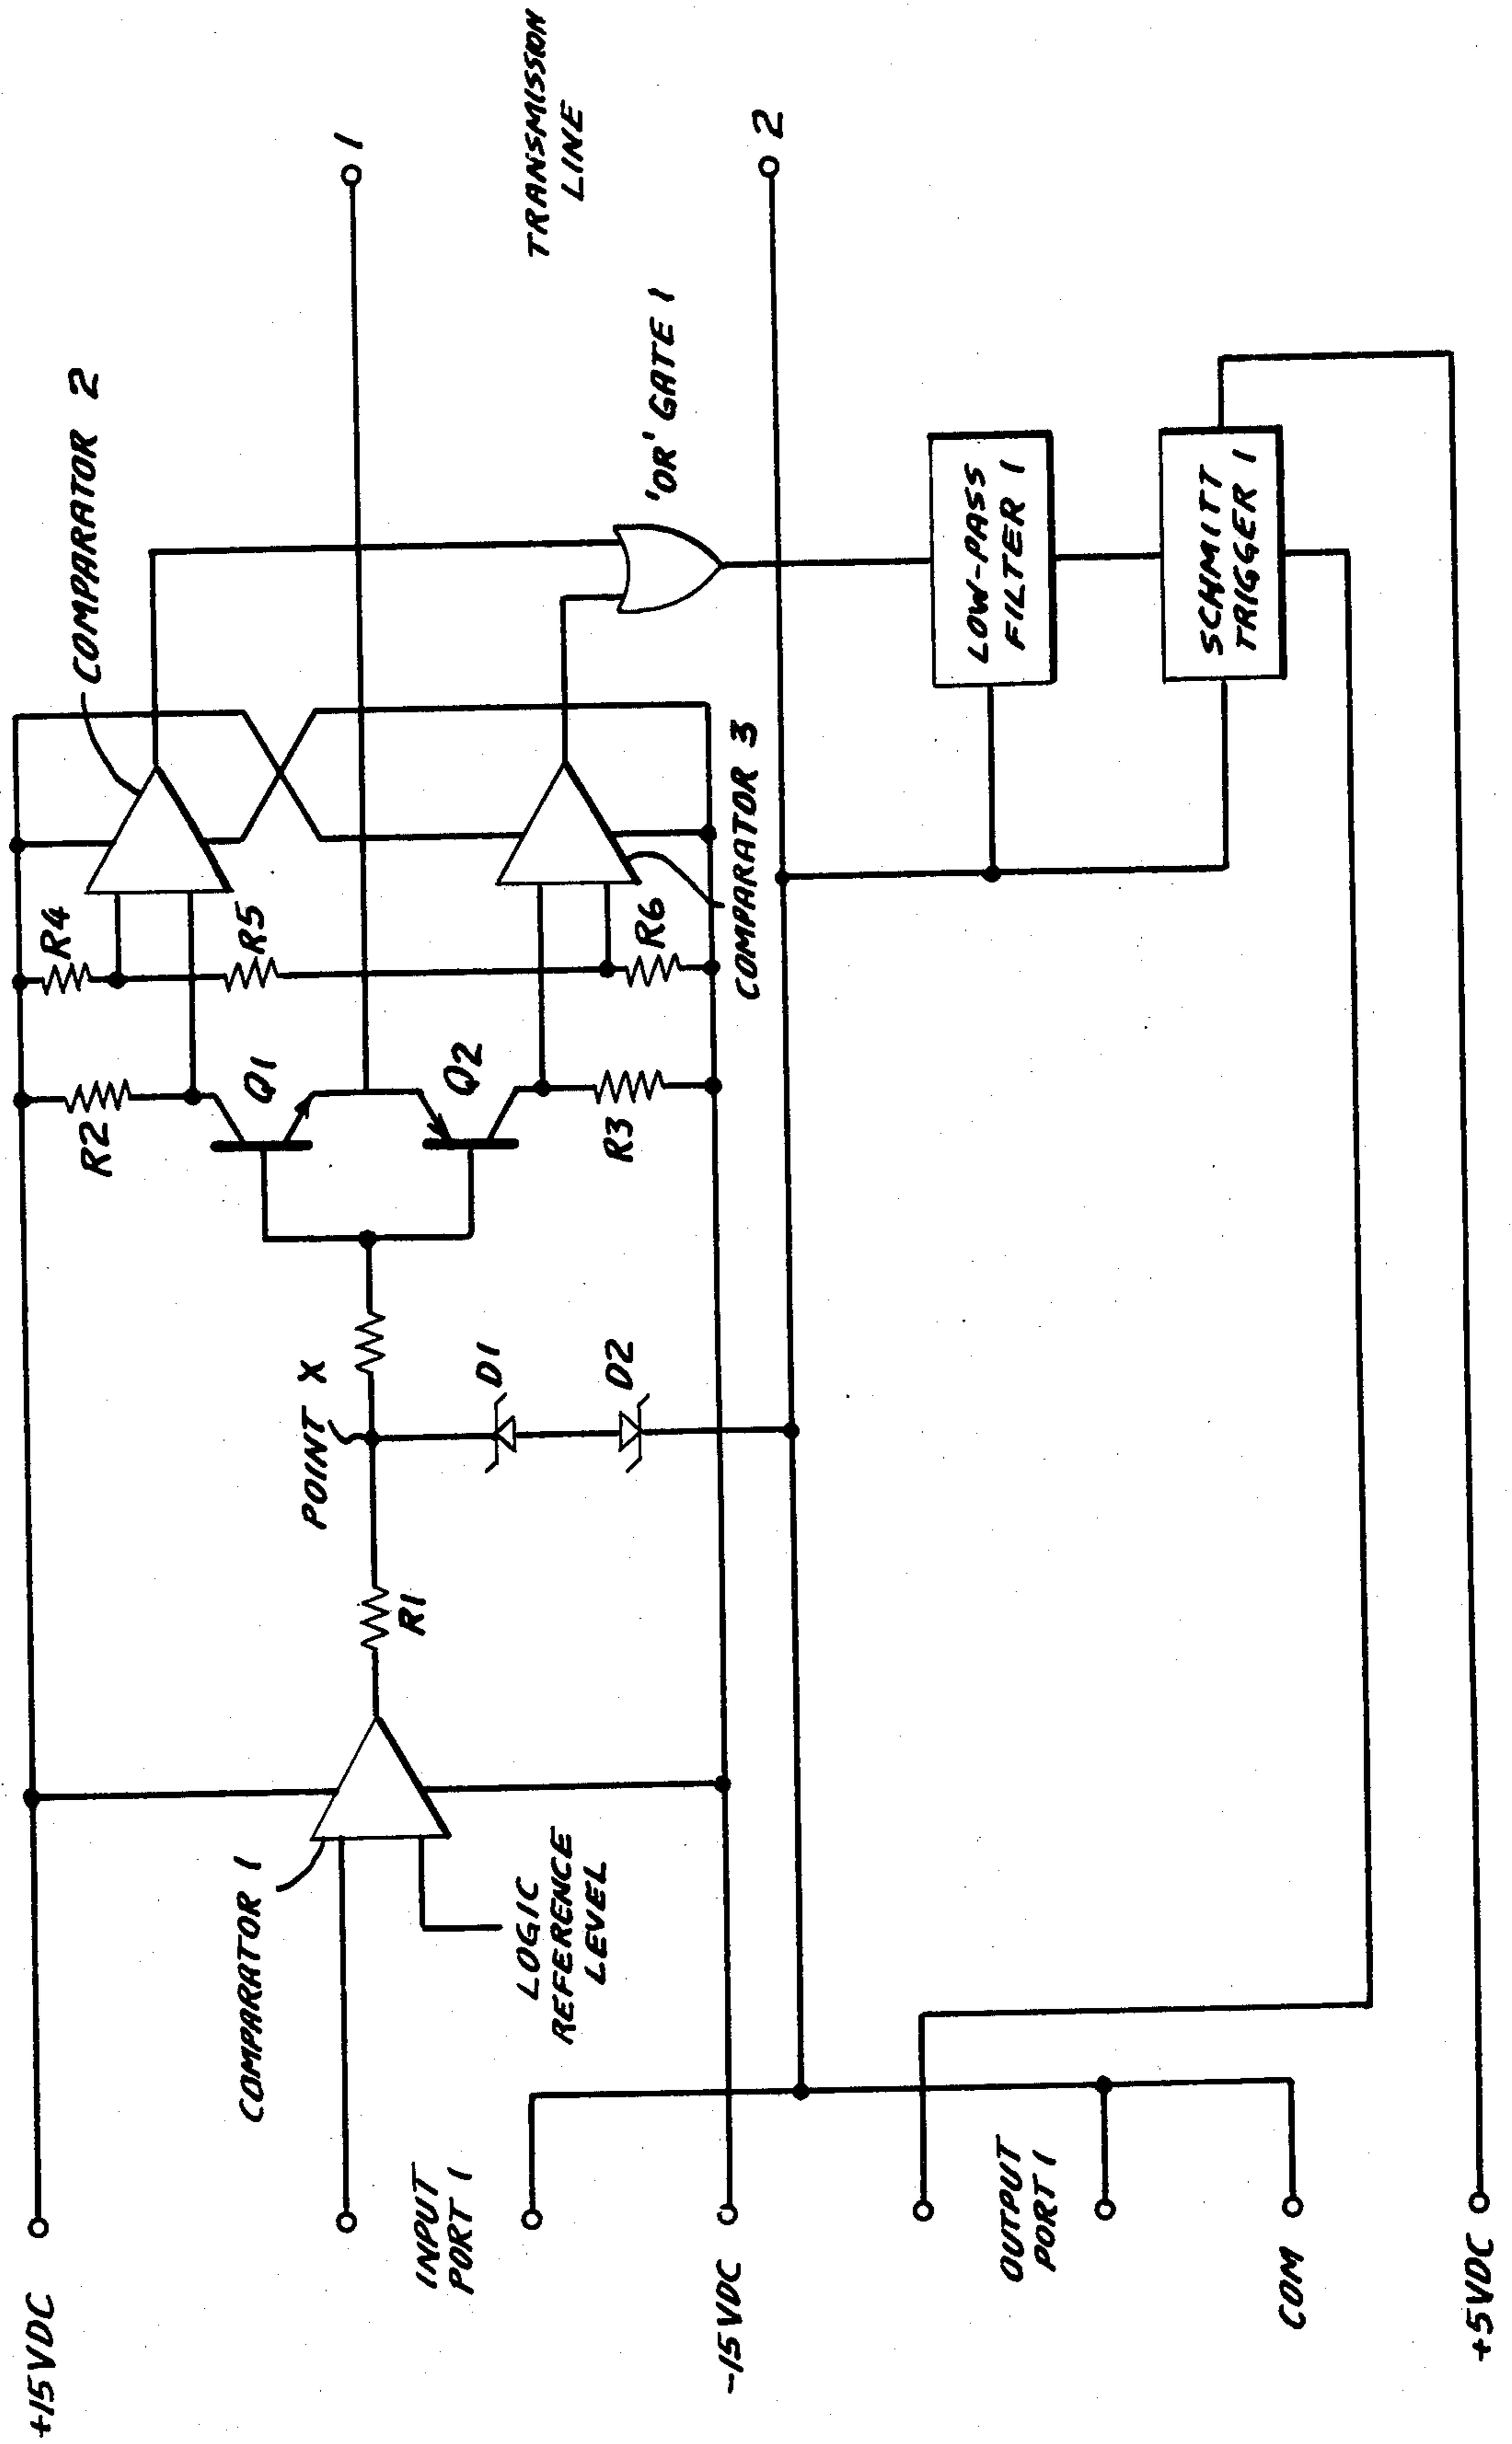 +15VDC
COMPARATOR 1
INPUT
PORT 1
LOGIC
REFERENCE
LEVEL
-15VDC
OUTPUT
PORT 1
COM
+5VDC
R1
POINT X
D1
D2
R2
Q1
Q2
R3
R4
R5
R6
COMPARATOR 2
COMPARATOR 3
'OR' GATE 1
1
TRANSMISSION
LINE
2
LOW-PASS
FILTER 1
SCHMITT
TRIGGER 1